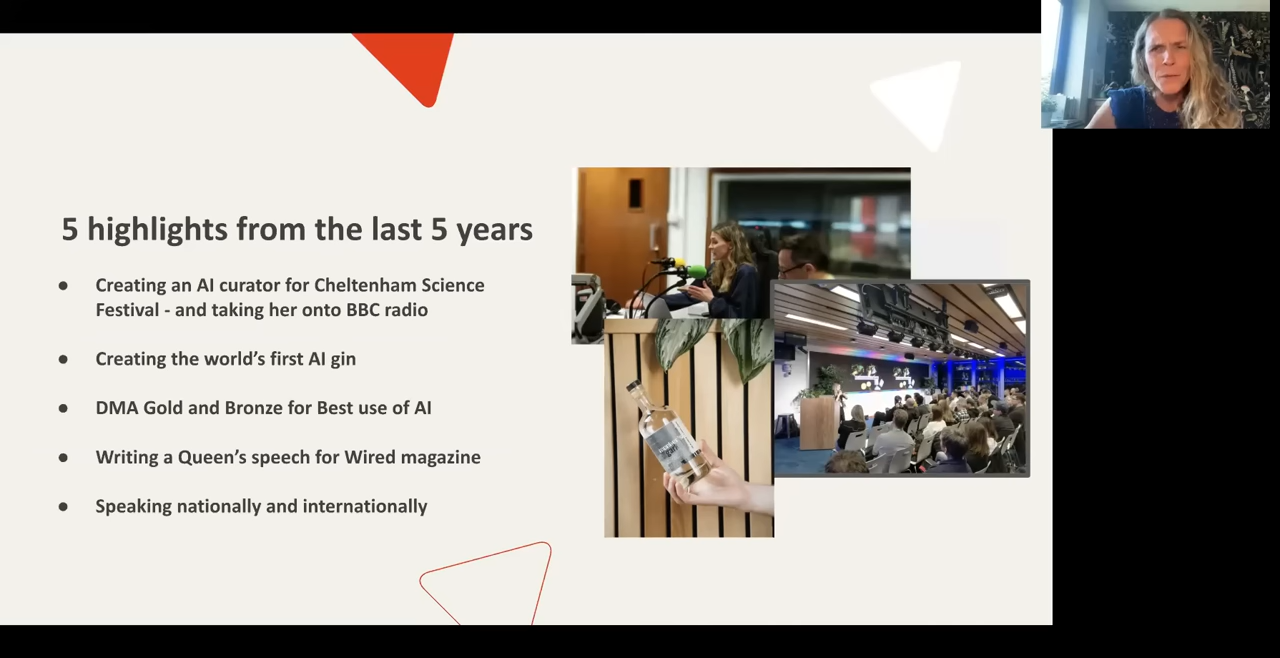 5 highlights from the last 5 years
● Creating an AI curator for Cheltenham Science
Festival - and taking her onto BBC radio
● Creating the world’s first AI gin
● DMA Gold and Bronze for Best use of AI
● Writing a Queen’s speech for Wired magazine
● Speaking nationally and internationally